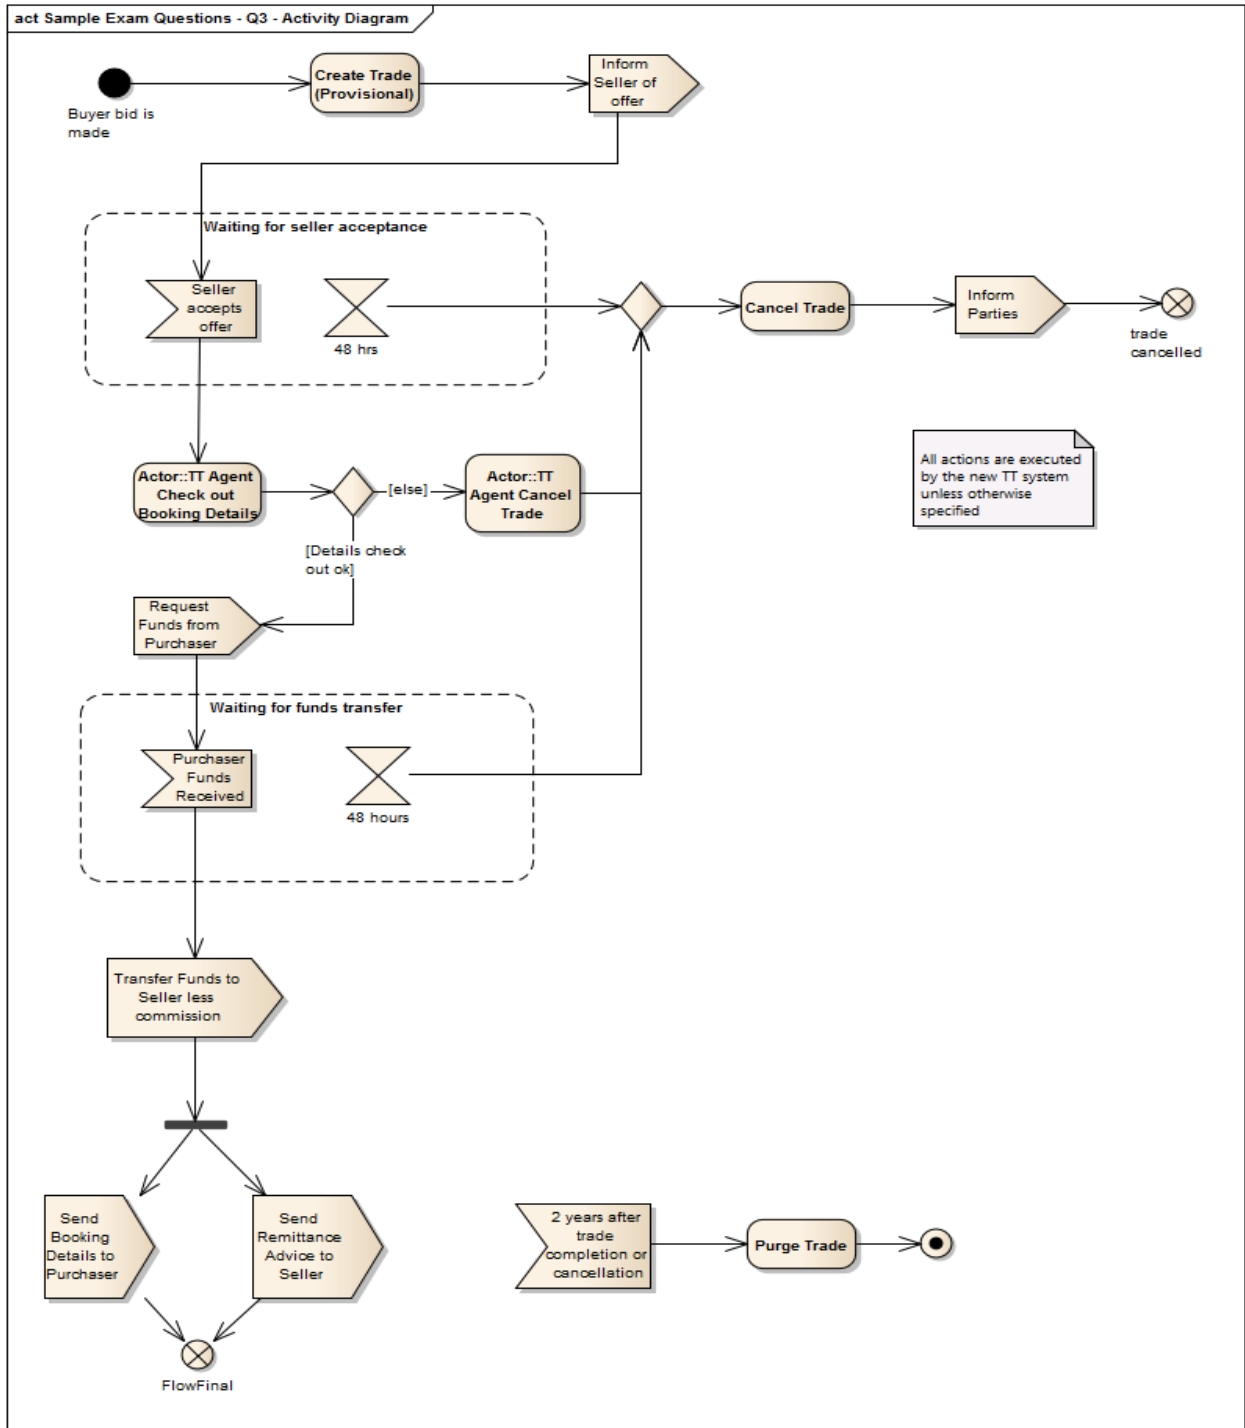 act Sample Exam Questions - Q3 - Activity Diagram
Buyer bid is
made
Create Trade
(Provisional)
Inform
Seller of
offer
Waiting for seller acceptance
Seller
accepts
offer
48 hrs
Cancel Trade
Inform
Parties
trade
cancelled
Actor::TT Agent
Check out
Booking Details
[else]
Actor::TT
Agent Cancel
Trade
All actions are executed
by the new TT system
unless otherwise
specified
[Details check
out ok]
Request
Funds from
Purchaser
Waiting for funds transfer
Purchaser
Funds
Received
48 hours
Transfer Funds to
Seller less
commission
Send
Booking
Details to
Purchaser
Send
Remittance
Advice to
Seller
2 years after
trade
completion or
cancellation
Purge Trade
FlowFinal